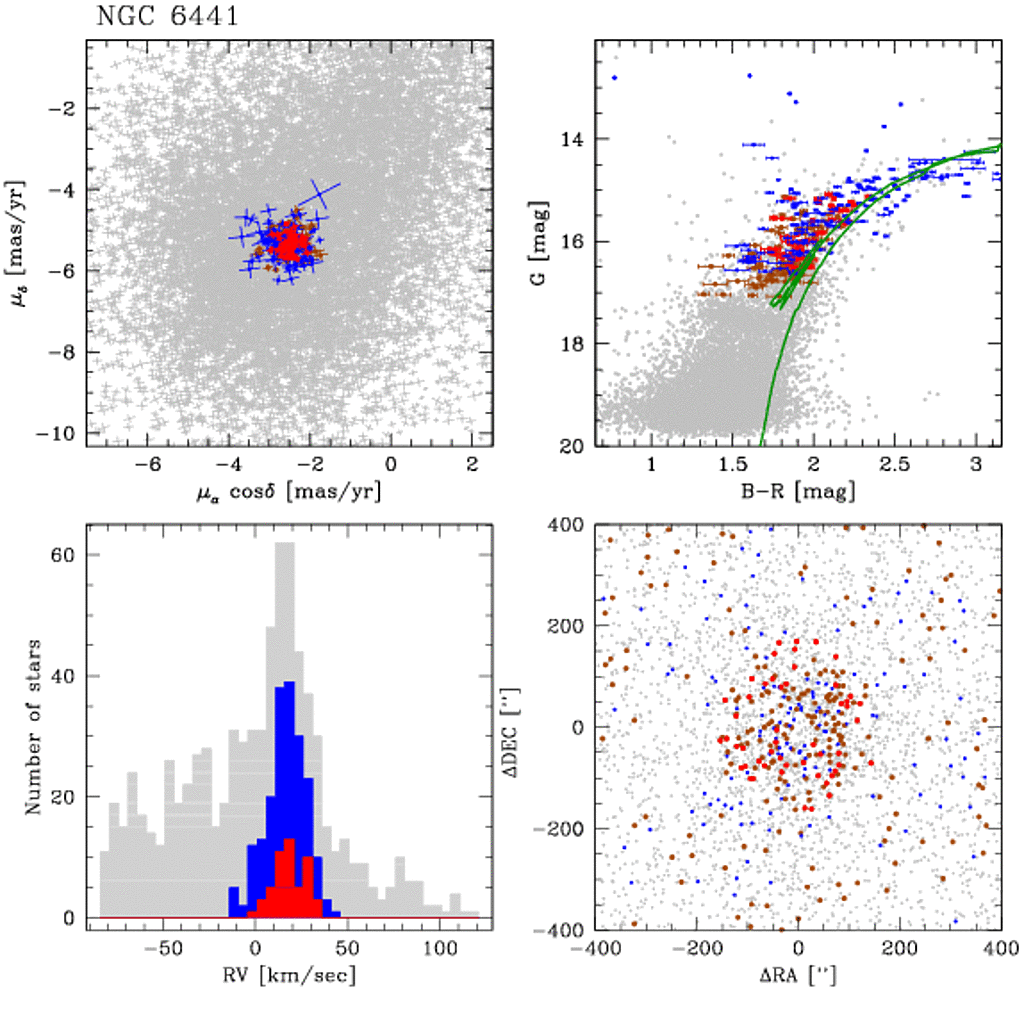 NGC 6441
−2
−4
−6
−8
−10
μδ [mas/yr]
−6 −4 −2 0 2
μα cosδ [mas/yr]
14
16
18
20
G [mag]
1 1.5 2 2.5 3
B−R [mag]
60
40
20
0
Number of stars
−50 0 50 100
RV [km/sec]
400
200
0
−200
−400
ΔDEC ["]
−400 −200 0 200 400
ΔRA ["]